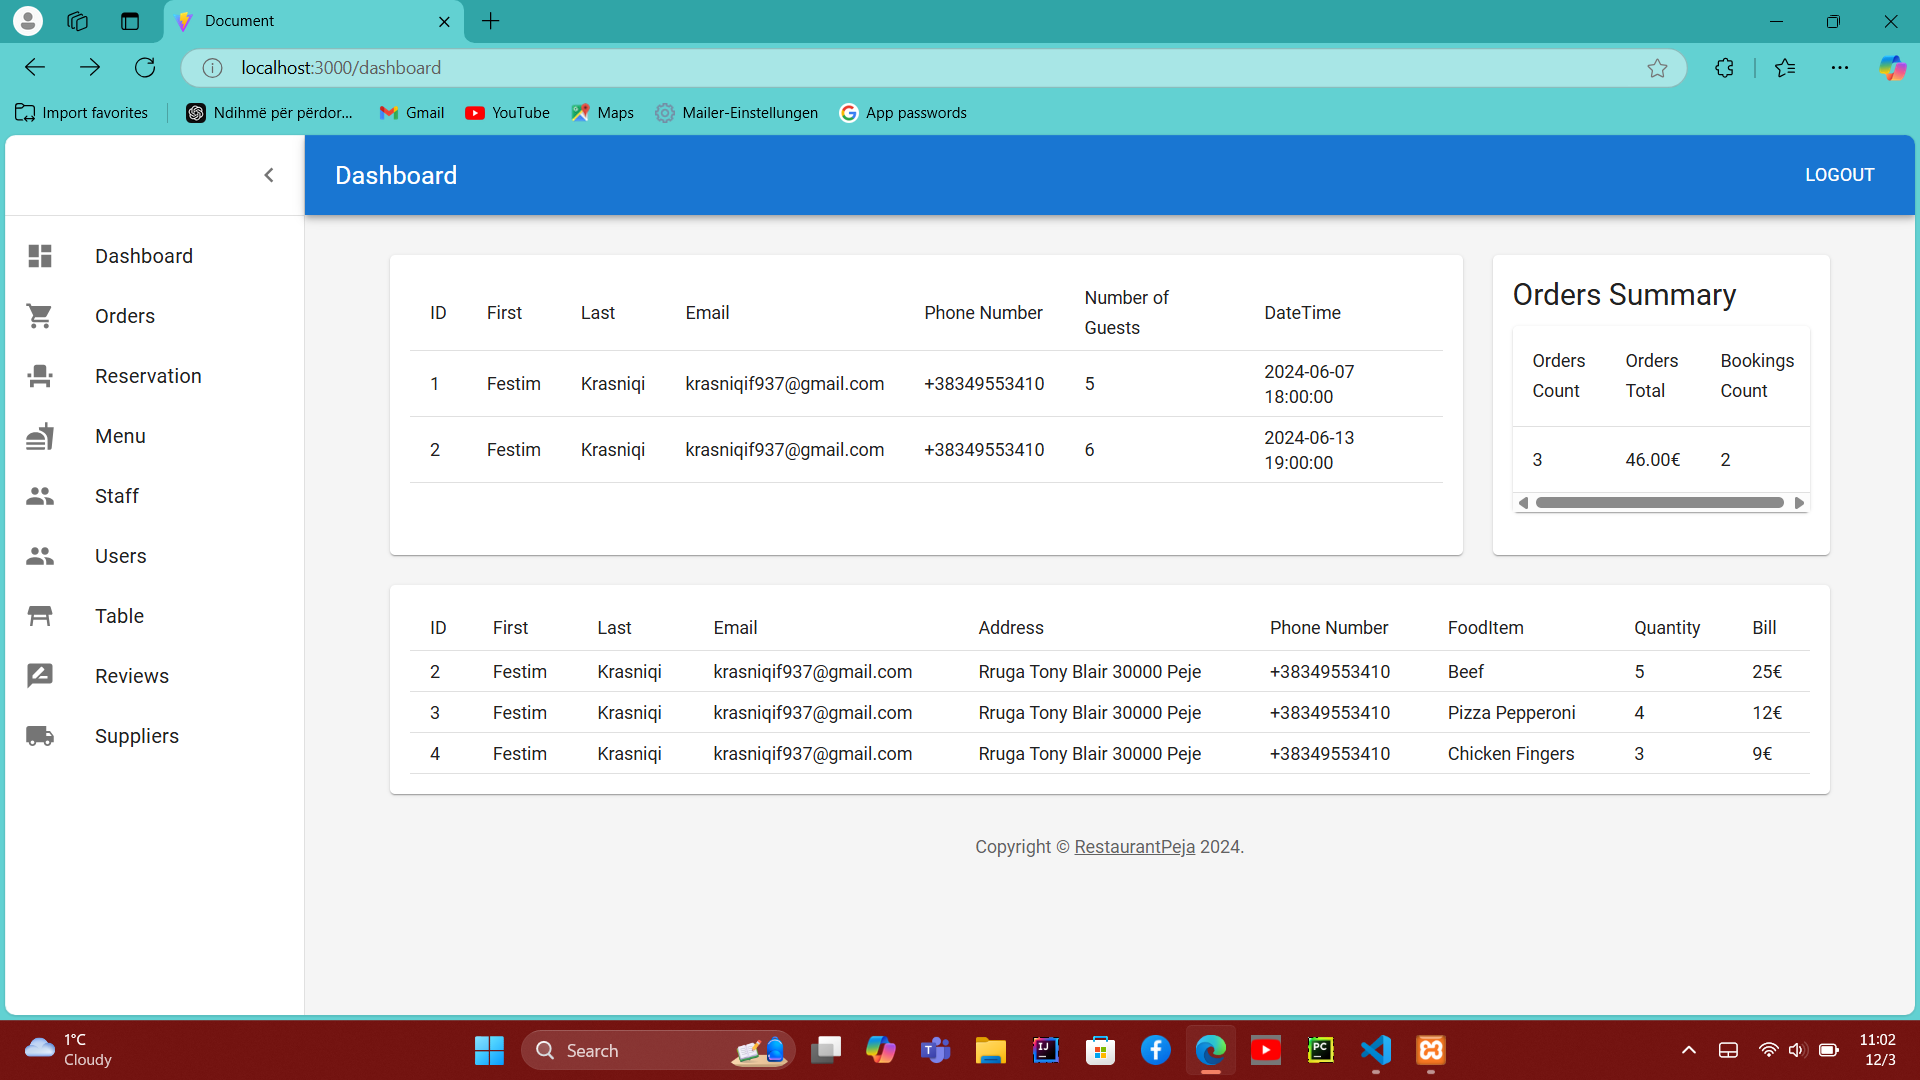 Document
localhost:3000/dashboard
Import favorites
Ndihmë për përdor...
Gmail
YouTube
Maps
Mailer-Einstellungen
App passwords
Dashboard
LOGOUT
Dashboard
Orders
Reservation
Menu
Staff
Users
Table
Reviews
Suppliers
ID First Last Email Phone Number Number of Guests DateTime
1 Festim Krasniqi krasniqif937@gmail.com +38349553410 5 2024-06-07 18:00:00
2 Festim Krasniqi krasniqif937@gmail.com +38349553410 6 2024-06-13 19:00:00
Orders Summary
Orders Count Orders Total Bookings Count
3 46.00€ 2
ID First Last Email Address Phone Number FoodItem Quantity Bill
2 Festim Krasniqi krasniqif937@gmail.com Rruga Tony Blair 30000 Peje +38349553410 Beef 5 25€
3 Festim Krasniqi krasniqif937@gmail.com Rruga Tony Blair 30000 Peje +38349553410 Pizza Pepperoni 4 12€
4 Festim Krasniqi krasniqif937@gmail.com Rruga Tony Blair 30000 Peje +38349553410 Chicken Fingers 3 9€
Copyright © RestaurantPeja 2024.
1°C
Cloudy
Search
11:02
12/3